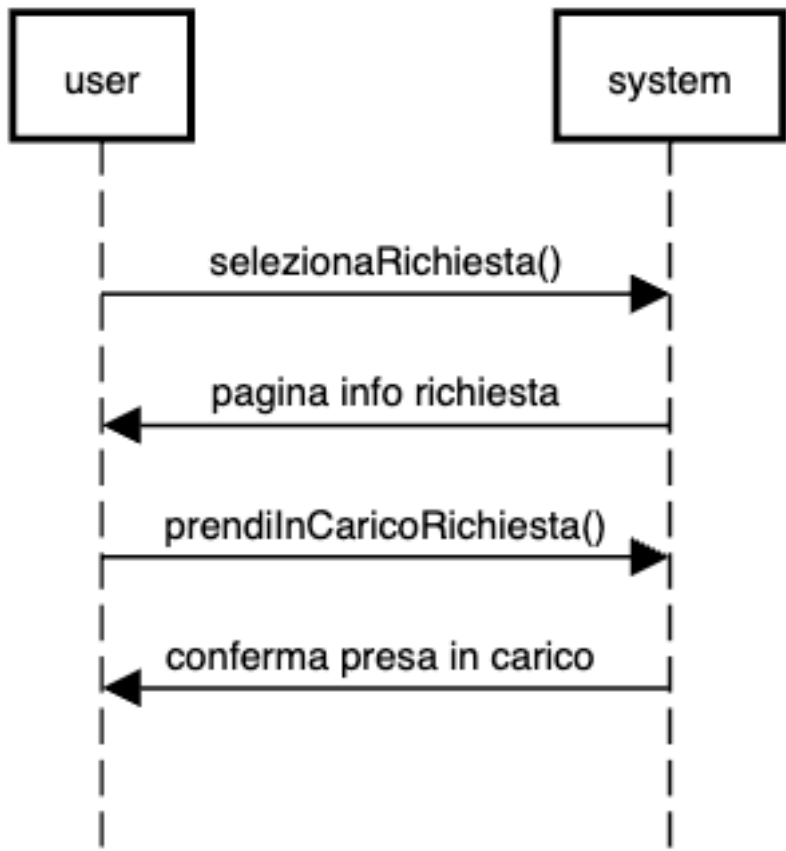 user
system
selezionaRichiesta()
pagina info richiesta
prendiInCaricoRichiesta()
conferma presa in carico